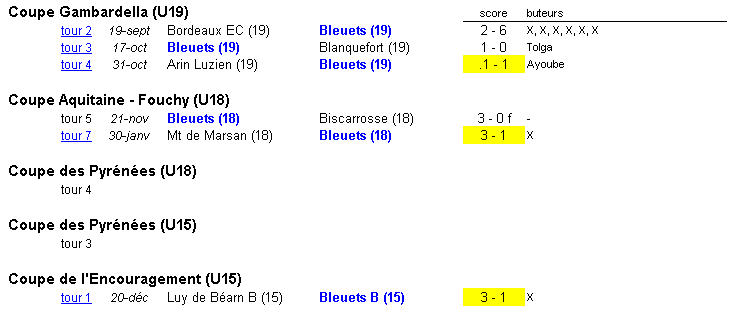 Coupe Gambardella (U19) score buteurs
tour 2 19-sept Bordeaux EC (19) Bleuets (19) 2 - 6 X, X, X, X, X, X
tour 3 17-oct Bleuets (19) Blanquefort (19) 1 - 0 Tolga
tour 4 31-oct Arin Luzien (19) Bleuets (19) .1 - 1 Ayoube
Coupe Aquitaine - Fouchy (U18)
tour 5 21-nov Bleuets (18) Biscarrosse (18) 3 - 0 f -
tour 7 30-janv Mt de Marsan (18) Bleuets (18) 3 - 1 X
Coupe des Pyrénées (U18)
tour 4
Coupe des Pyrénées (U15)
tour 3
Coupe de l'Encouragement (U15)
tour 1 20-déc Luy de Béarn B (15) Bleuets B (15) 3 - 1 X